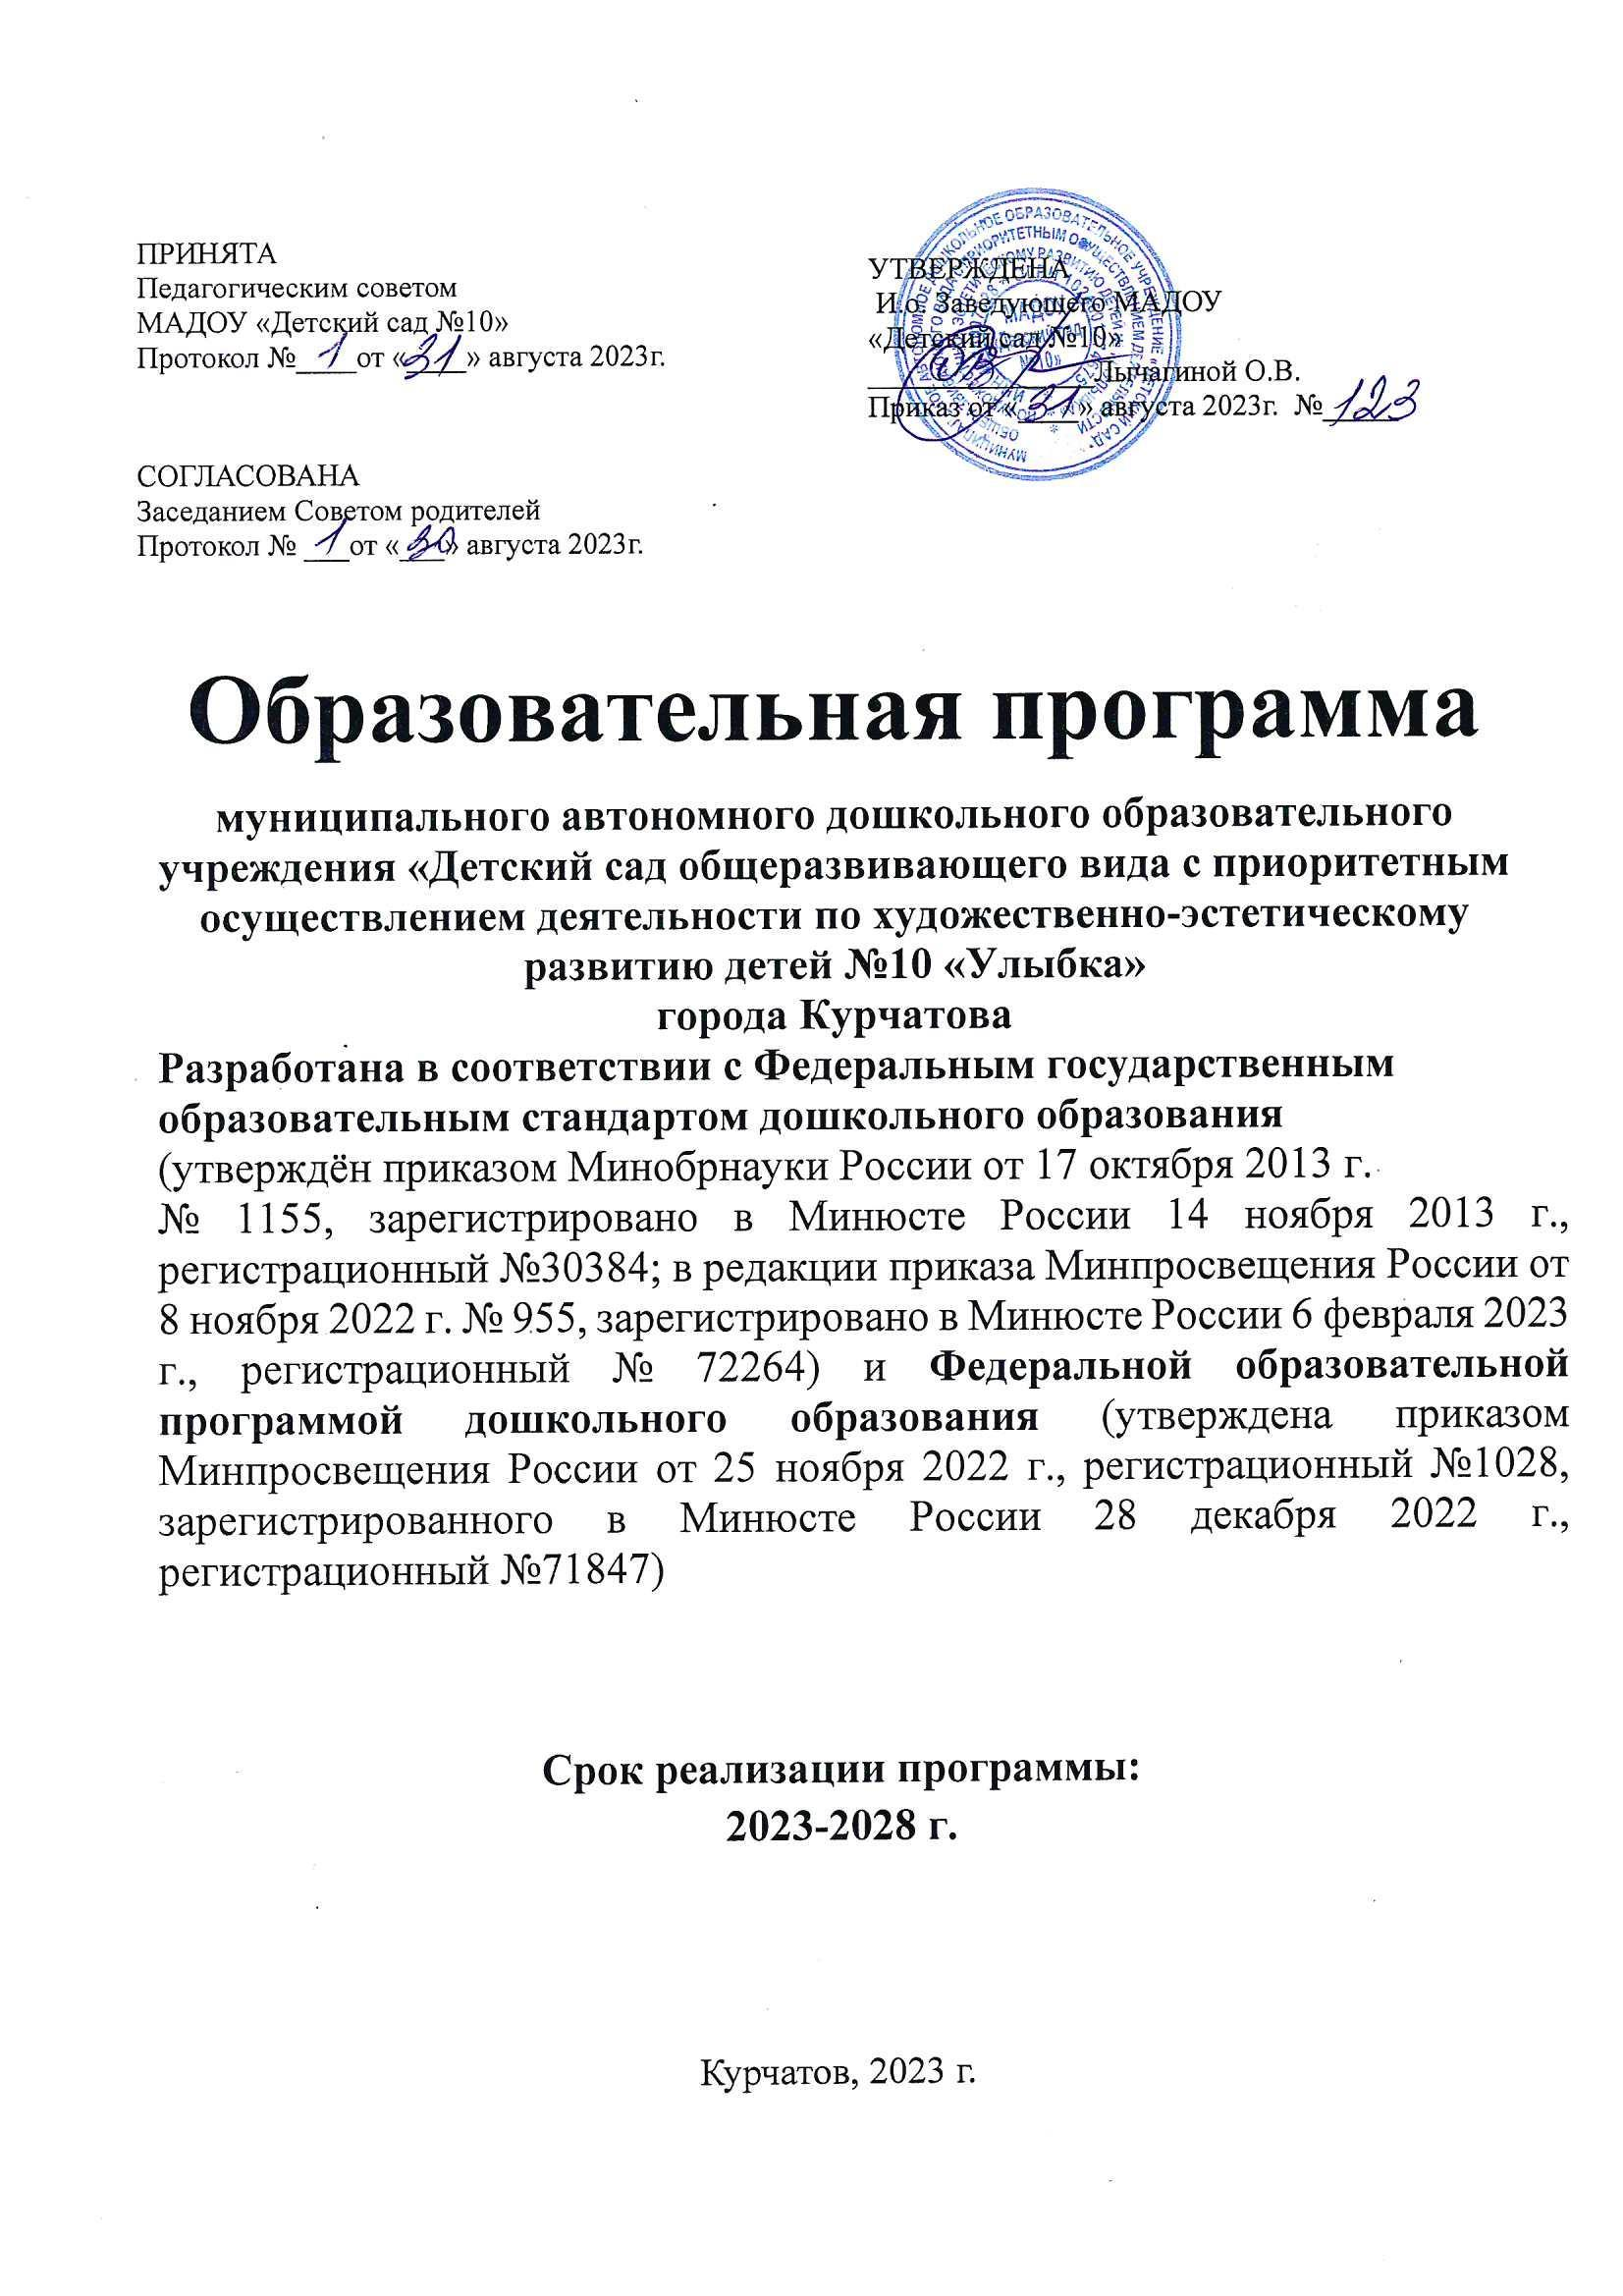 ПРИНЯТА
Педагогическим советом
МАДОУ «Детский сад №10»
Протокол № 1 от «31» августа 2023г.
УТВЕРЖДЕНА
И.о. Заведующего МАДОУ
«Детский сад №10»
Лычагиной О.В.
Приказ от «31» августа 2023г. № 123
СОГЛАСОВАНА
Заседанием Советом родителей
Протокол № 1 от «30» августа 2023г.
Образовательная программа
муниципального автономного дошкольного образовательного
учреждения «Детский сад общеразвивающего вида с приоритетным
осуществлением деятельности по художественно-эстетическому
развитию детей №10 «Улыбка»
города Курчатова
Разработана в соответствии с Федеральным государственным
образовательным стандартом дошкольного образования
(утверждён приказом Минобрнауки России от 17 октября 2013 г.
№ 1155, зарегистрировано в Минюсте России 14 ноября 2013 г.,
регистрационный №30384; в редакции приказа Минпросвещения России от
8 ноября 2022 г. № 955, зарегистрировано в Минюсте России 6 февраля 2023
г., регистрационный № 72264) и Федеральной образовательной
программой дошкольного образования (утверждена приказом
Минпросвещения России от 25 ноября 2022 г., регистрационный №1028,
зарегистрированного в Минюсте России 28 декабря 2022 г.,
регистрационный №71847)
Срок реализации программы:
2023-2028 г.
Курчатов, 2023 г.